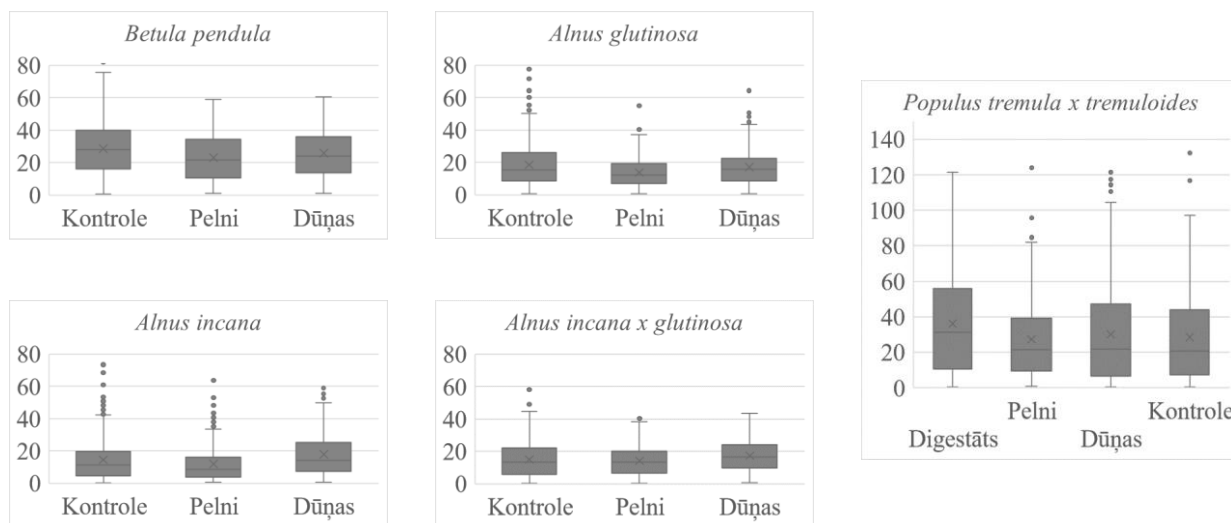 Betula pendula
80
60
40
20
0
Kontrole Pelni Dūņas
Alnus glutinosa
80
60
40
20
0
Kontrole Pelni Dūņas
Alnus incana
80
60
40
20
0
Kontrole Pelni Dūņas
Alnus incana x glutinosa
80
60
40
20
0
Kontrole Pelni Dūņas
Populus tremula x tremuloides
140
120
100
80
60
40
20
0
Pelni Kontrole
Digestāts Dūņas